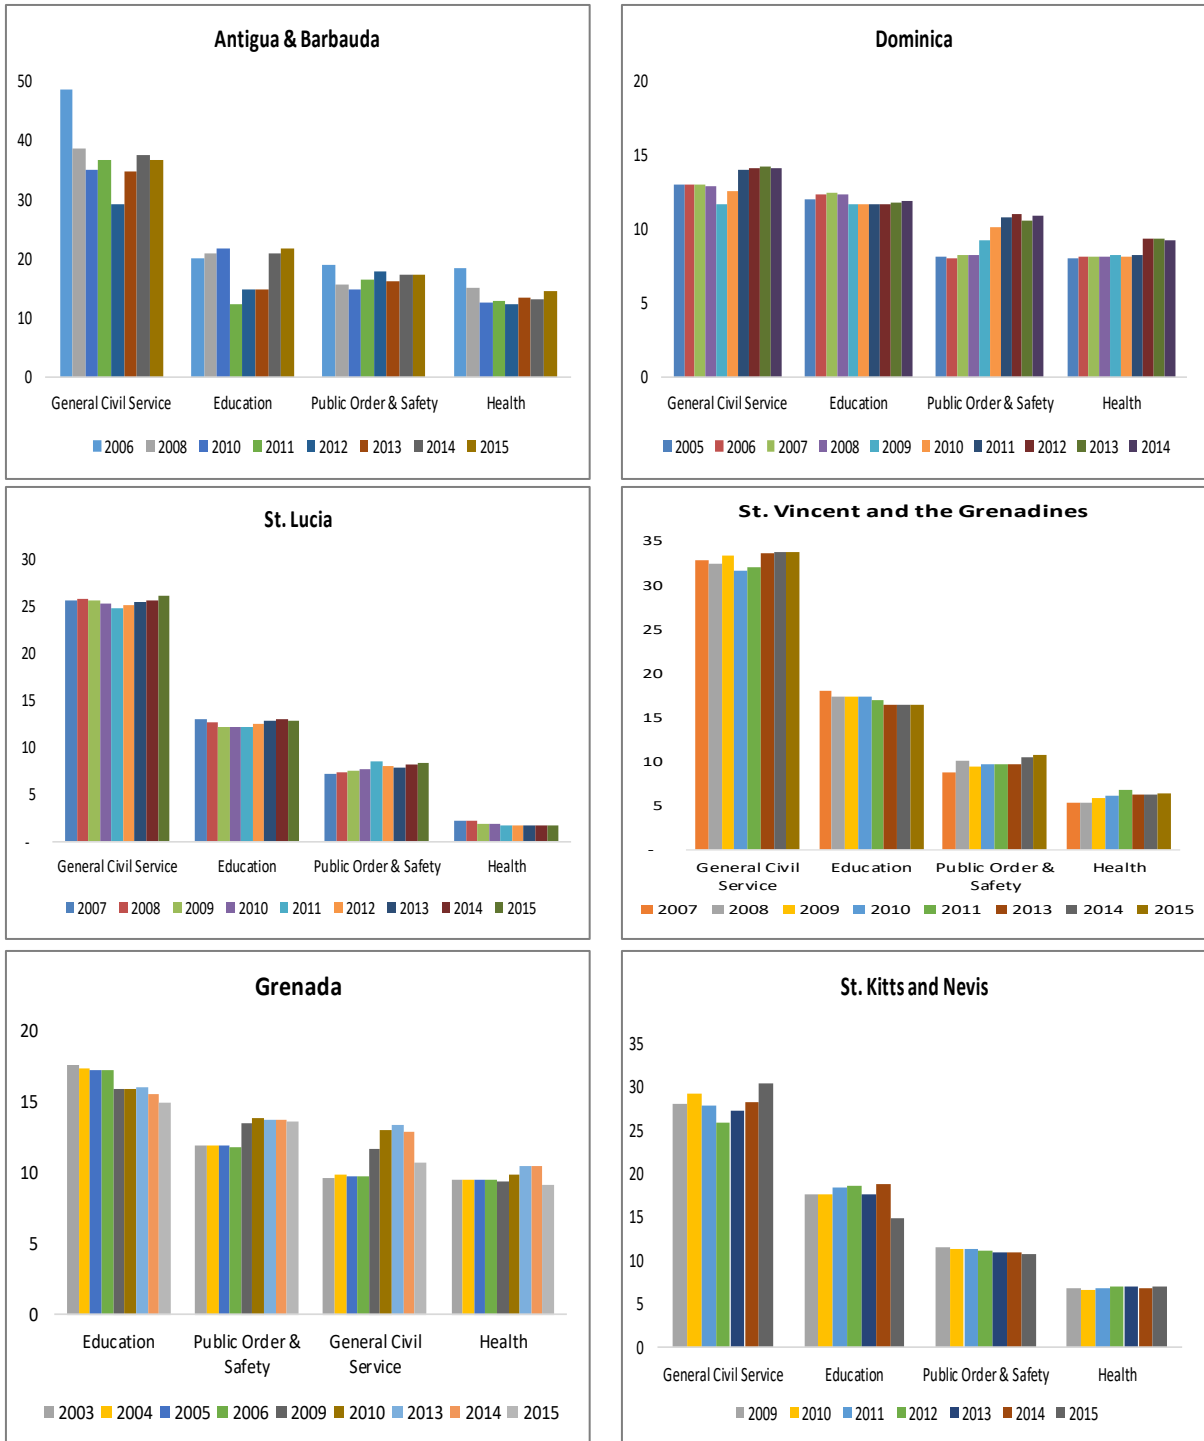 Antigua & Barbauda
50
40
30
20
10
0
General Civil Service Education Public Order & Safety Health
2006 2008 2010 2011 2012 2013 2014 2015
Dominica
20
15
10
5
0
General Civil Service Education Public Order & Safety Health
2005 2006 2007 2008 2009 2010 2011 2012 2013 2014
St. Lucia
30
25
20
15
10
5
-
General Civil Service Education Public Order & Safety Health
2007 2008 2009 2010 2011 2012 2013 2014 2015
St. Vincent and the Grenadines
35
30
25
20
15
10
5
-
General Civil Education Public Order & Health
Service Safety
2007 2008 2009 2010 2011 2013 2014 2015
Grenada
20
15
10
5
0
Education Public Order & General Civil Health
Safety Service
2003 2004 2005 2006 2009 2010 2013 2014 2015
St. Kitts and Nevis
35
30
25
20
15
10
5
0
General Civil Service Education Public Order & Safety Health
2009 2010 2011 2012 2013 2014 2015